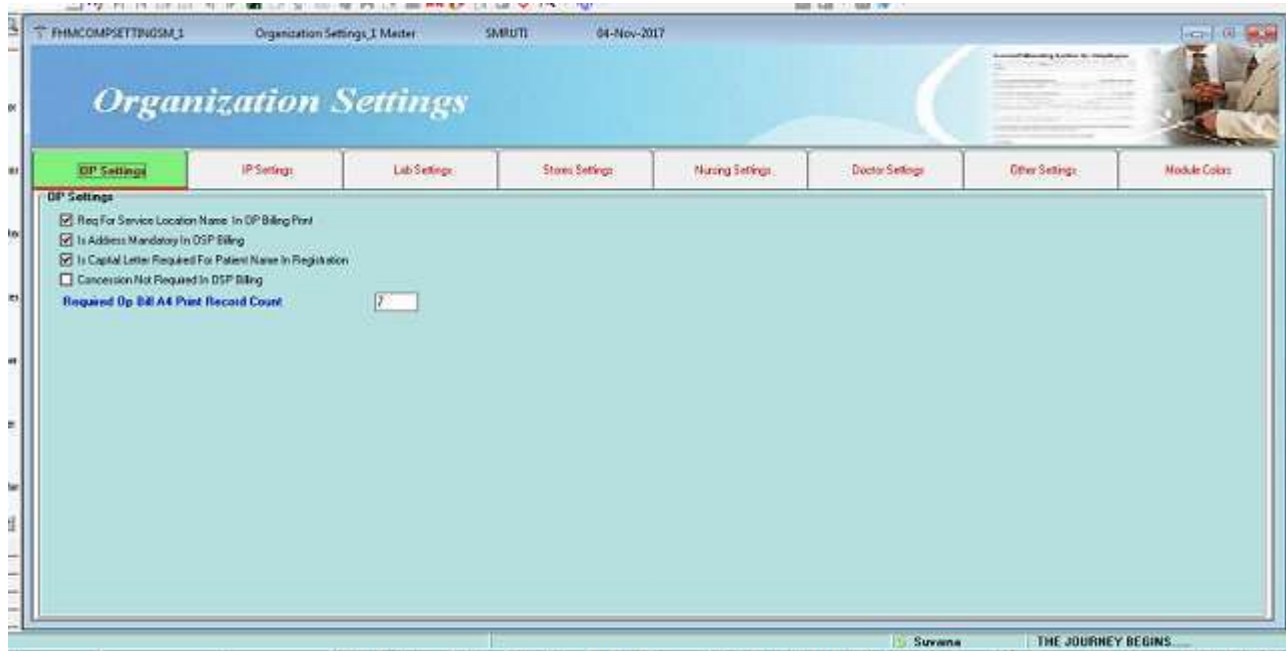 FHMCOMPSETTINGSM_1 Organization Settings_1 Master SMRUTI 04-Nov-2017
Organization Settings
OP Settings IP Settings Lab Settings Stores Settings Nursing Settings Doctor Settings Other Settings Module Colors
OP Settings
Req For Service Location Name In OP Billing Print
Is Address Mandatory In OSP Billing
Is Capital Letter Required For Patient Name In Registration
Concession Not Required In OSP Billing
Required Op Bill A4 Print Record Count 7
Suvarna THE JOURNEY BEGINS......